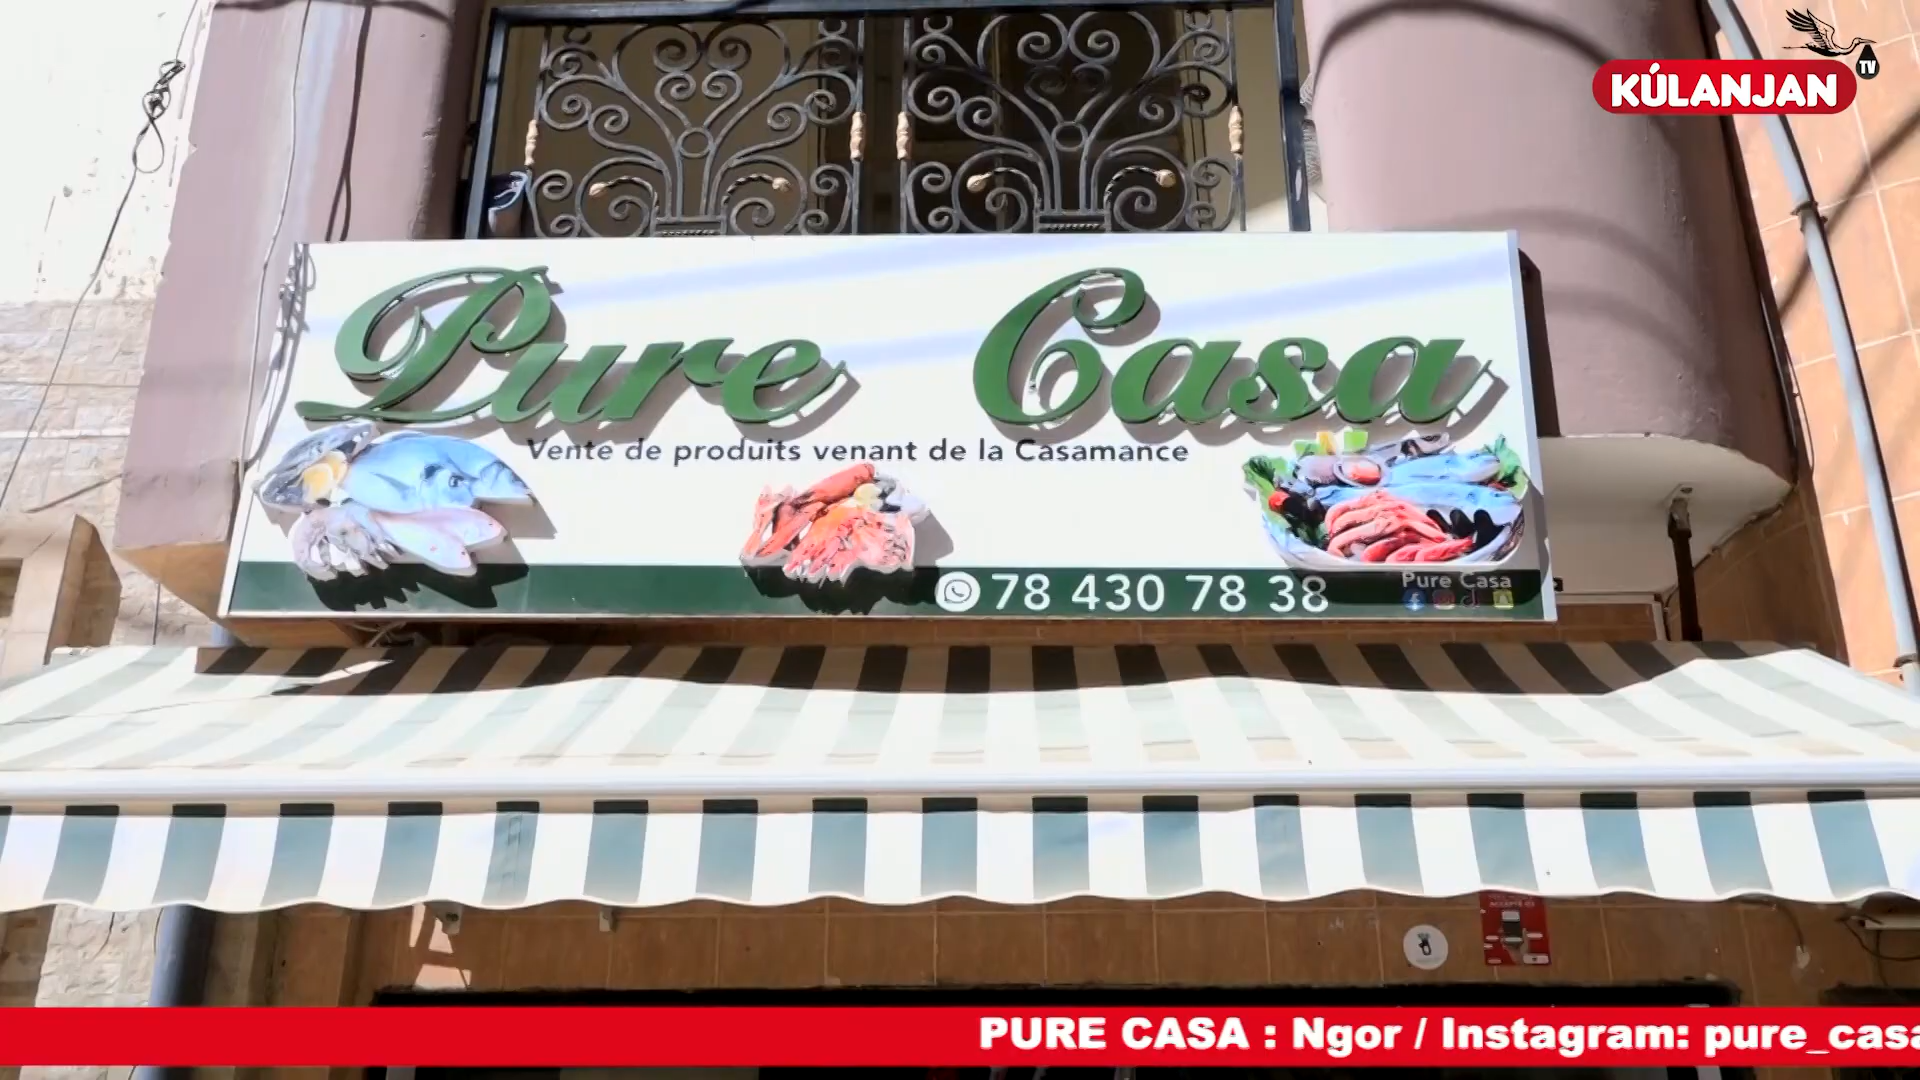 KÚLANJAN
TV
Pure Casa
Vente de produits venant de la Casamance
78 430 78 38
Pure Casa
PURE CASA : Ngor / Instagram: pure_casa